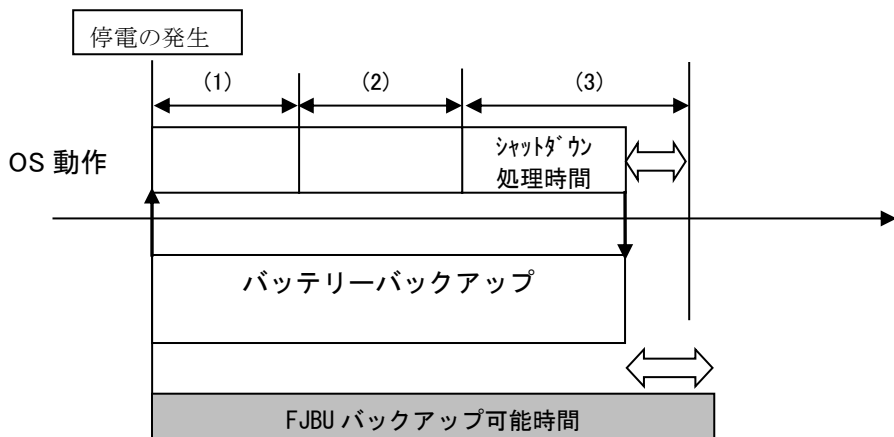 停電の発生
(1)
(2)
(3)
OS 動作
ｼｬｯﾄﾀﾞｳﾝ
処理時間
バッテリーバックアップ
FJBU バックアップ可能時間